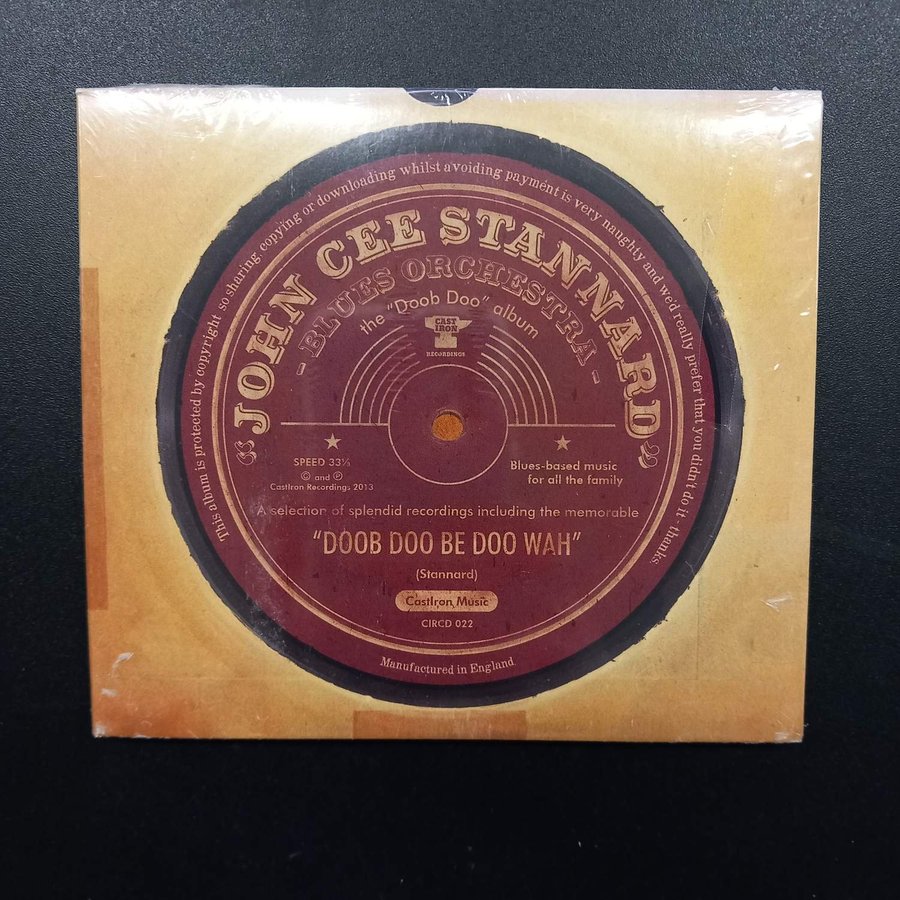 This album is protected by copyright so sharing, copying or downloading whilst avoiding payment is very naughty and we'd really prefer that you didn't do it - thanks.
"JOHN CEE STANNARD"
- BLUES ORCHESTRA -
the "Doob Doo" album
CAST
IRON
RECORDINGS
SPEED 33⅓
© and ℗
CastIron Recordings 2013
Blues-based music
for all the family
A selection of splendid recordings including the memorable
"DOOB DOO BE DOO WAH"
(Stannard)
CastIron Music
CIRCD 022
Manufactured in England